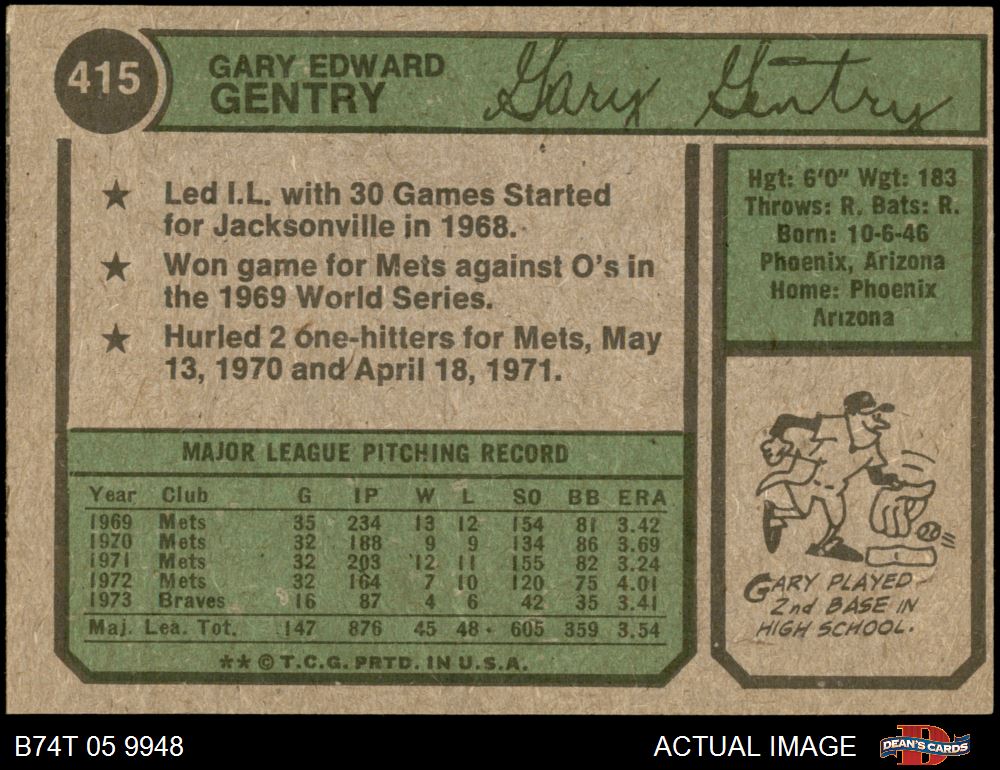 415
GARY EDWARD
GENTRY
Gary Gentry
★ Led I.L. with 30 Games Started
for Jacksonville in 1968.
★ Won game for Mets against O's in
the 1969 World Series.
★ Hurled 2 one-hitters for Mets, May
13, 1970 and April 18, 1971.
Hgt: 6'0" Wgt: 183
Throws: R. Bats: R.
Born: 10-6-46
Phoenix, Arizona
Home: Phoenix
Arizona
MAJOR LEAGUE PITCHING RECORD
Year Club G IP W L SO BB ERA
1969 Mets 35 234 13 12 154 81 3.42
1970 Mets 32 188 9 9 134 86 3.69
1971 Mets 32 203 12 11 155 82 3.24
1972 Mets 32 164 7 10 120 75 4.01
1973 Braves 16 87 4 6 42 35 3.41
Maj. Lea. Tot. 147 876 45 48 605 359 3.54
** © T.C.G. PRTD. IN U.S.A.
GARY PLAYED
2nd BASE IN
HIGH SCHOOL.
B74T 05 9948
ACTUAL IMAGE
DEAN'S CARDS